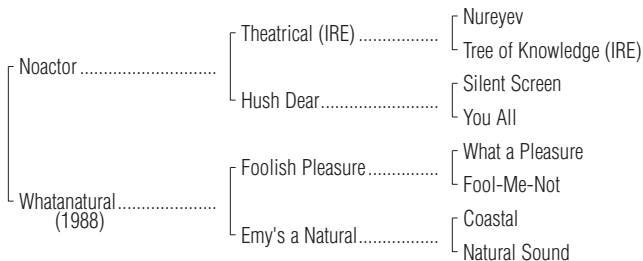 Nureyev
Theatrical (IRE)
Tree of Knowledge (IRE)
Noactor
Silent Screen
Hush Dear
You All
What a Pleasure
Foolish Pleasure
Fool-Me-Not
Whatanatural
(1988)
Coastal
Emy's a Natural
Natural Sound